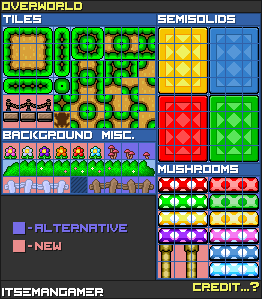 OVERWORLD
TILES
SEMISOLIDS
BACKGROUND MISC.
MUSHROOMS
- ALTERNATIVE
- NEW
CREDIT...?
ITSEMANGAMER